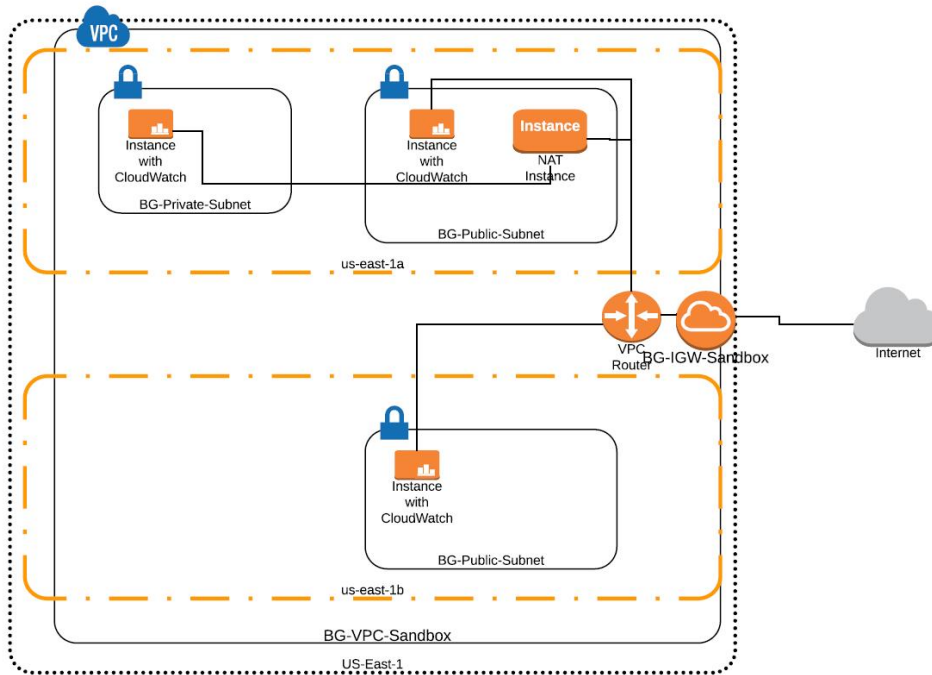 VPC
Instance
with
CloudWatch
BG-Private-Subnet
Instance
with
CloudWatch
Instance
NAT
Instance
BG-Public-Subnet
us-east-1a
VPC
Router
BG-IGW-Sandbox
Internet
Instance
with
CloudWatch
BG-Public-Subnet
us-east-1b
BG-VPC-Sandbox
US-East-1